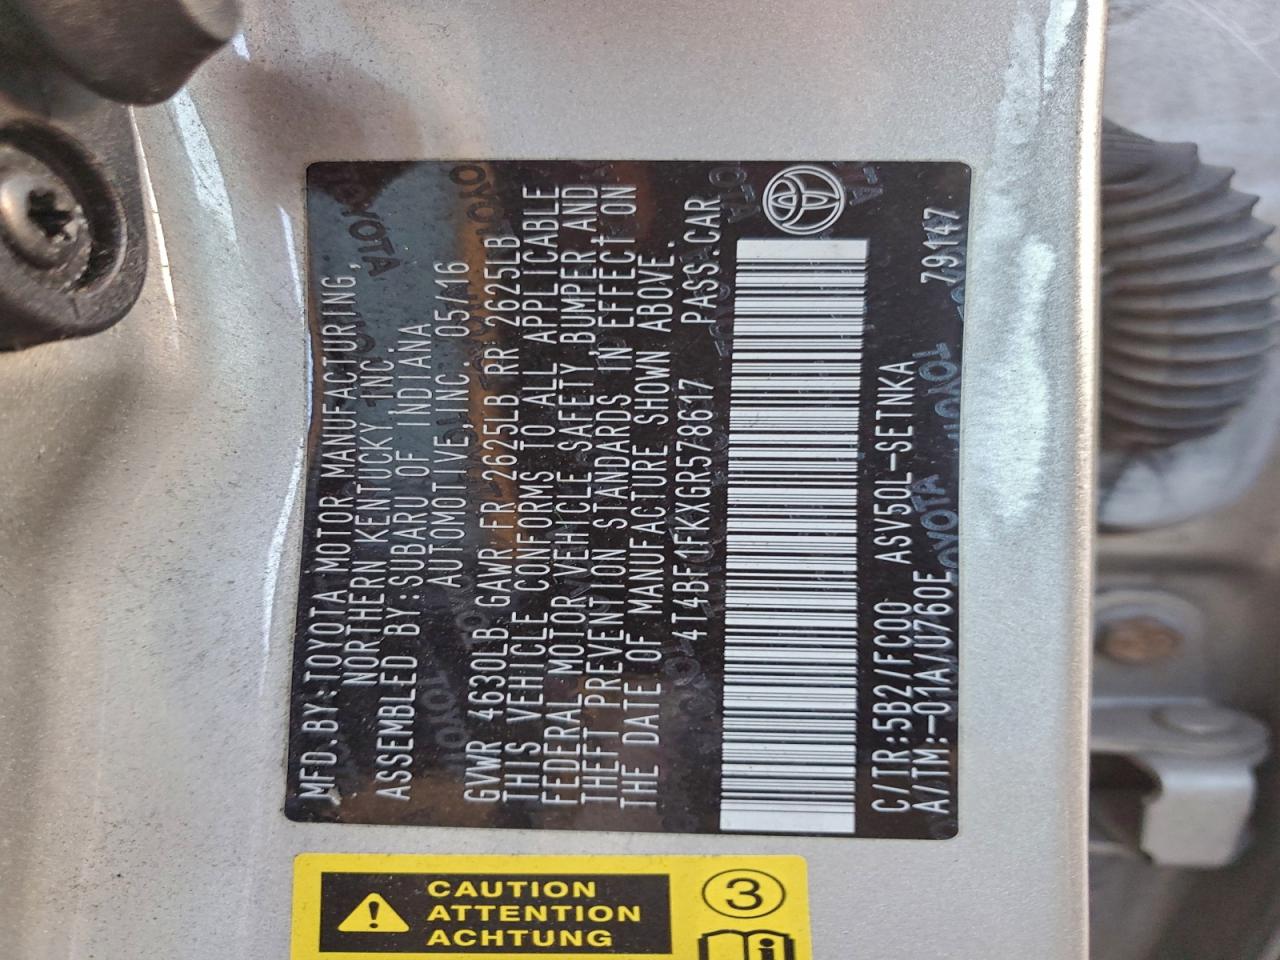 MFD.BY:TOYOTA MOTOR MANUFACTURING,
NORTHERN KENTUCKY,INC.
ASSEMBLED BY:SUBARU OF INDIANA
AUTOMOTIVE,INC. 05/16
GVWR 4630LB GAWR FR 2625LB RR 2625LB
THIS VEHICLE CONFORMS TO ALL APPLICABLE
FEDERAL MOTOR VEHICLE SAFETY,BUMPER AND
THEFT PREVENTION STANDARDS IN EFFECT ON
THE DATE OF MANUFACTURE SHOWN ABOVE.
4T4BF1FKXGR578617 PASS.CAR
C/TR:5B2/FC00 ASV50L-SETNKA 79147
A/TM:-01A/U760E
CAUTION
ATTENTION
ACHTUNG
3
i